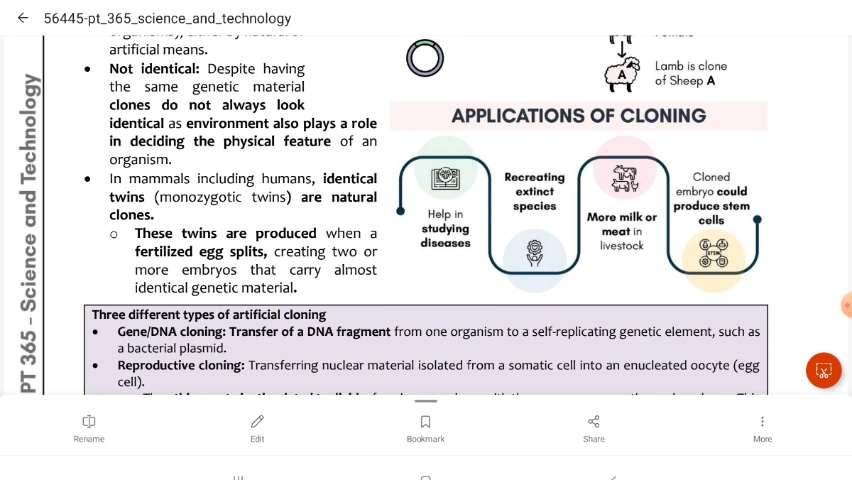 56445-pt_365_science_and_technology
artificial means.
Not identical: Despite having
the same genetic material
clones do not always look
identical as environment also plays a role
in deciding the physical feature of an
organism.
In mammals including humans, identical
twins (monozygotic twins) are natural
clones.
These twins are produced when a
fertilized egg splits, creating two or
more embryos that carry almost
identical genetic material.
Lamb is clone
of Sheep A
A
APPLICATIONS OF CLONING
Help in
studying
diseases
Recreating
extinct
species
More milk or
meat in
livestock
Cloned
embryo could
produce stem
cells
STEM
Three different types of artificial cloning
Gene/DNA cloning: Transfer of a DNA fragment from one organism to a self-replicating genetic element, such as
a bacterial plasmid.
Reproductive cloning: Transferring nuclear material isolated from a somatic cell into an enucleated oocyte (egg
cell).
PT 365 - Science and Technology
Rename
Edit
Bookmark
Share
More